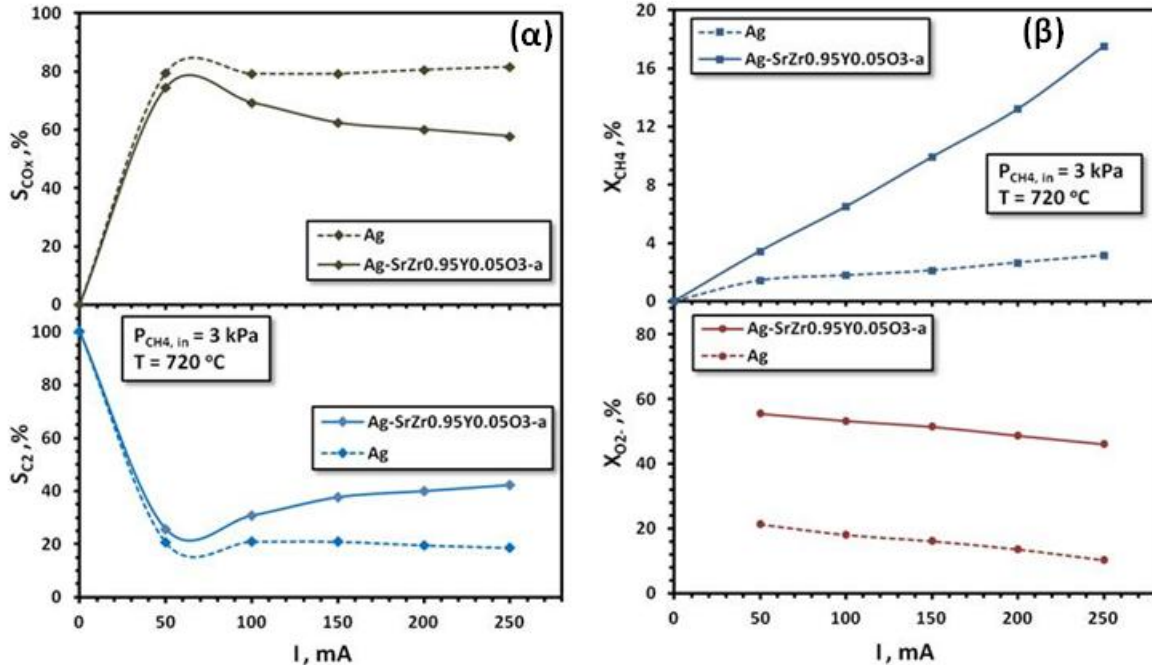 (α)
100
80
60
40
20
0
S_COx ,%
Ag
Ag-SrZr0.95Y0.05O3-a
100
80
60
40
20
0
S_C2 ,%
P_CH4, in = 3 kPa
T = 720 °C
Ag-SrZr0.95Y0.05O3-a
Ag
0 50 100 150 200 250
I , mA
(β)
20
16
12
8
4
0
X_CH4 ,%
Ag
Ag-SrZr0.95Y0.05O3-a
P_CH4, in = 3 kPa
T = 720 °C
80
60
40
20
0
X_O2- ,%
Ag-SrZr0.95Y0.05O3-a
Ag
0 50 100 150 200 250
I , mA